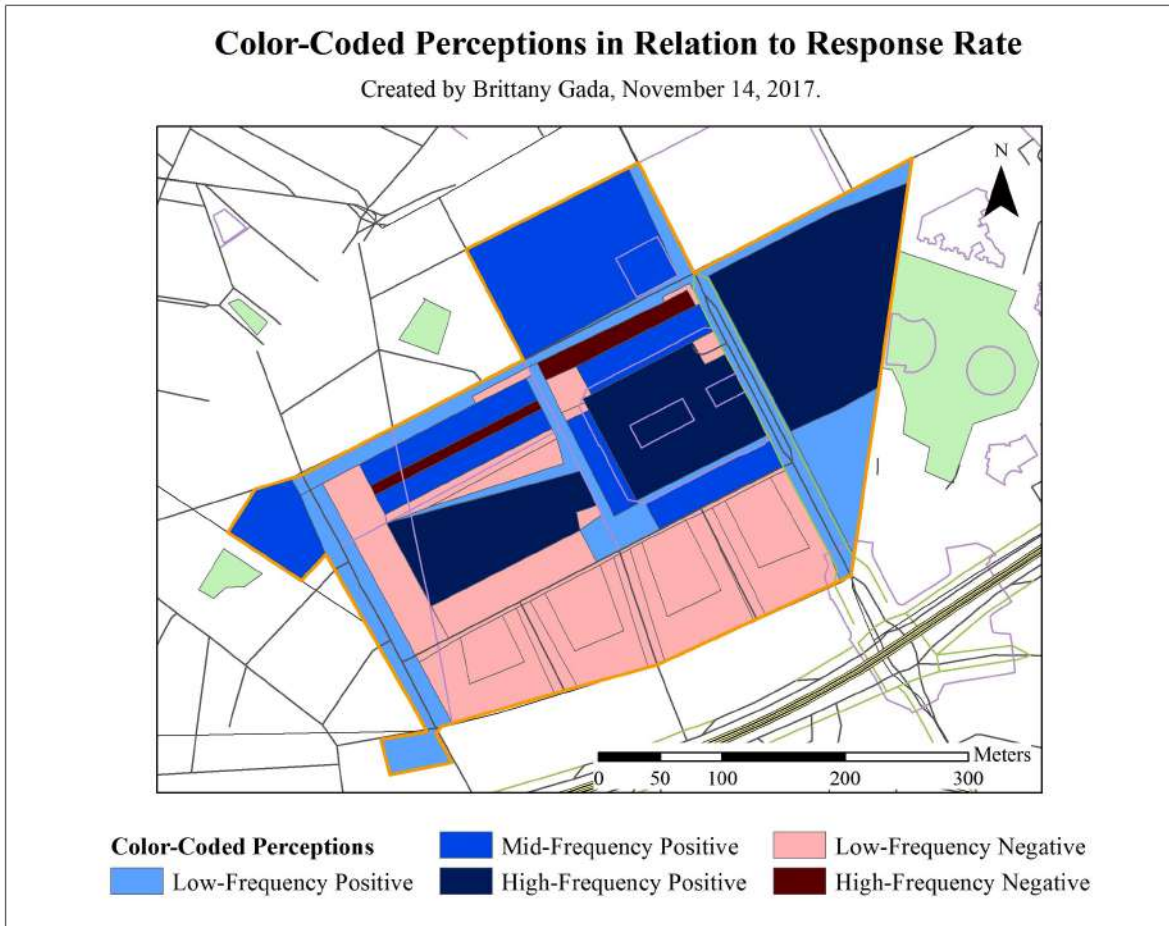 Color-Coded Perceptions in Relation to Response Rate
Created by Brittany Gada, November 14, 2017.
N
Meters
0 50 100 200 300
Color-Coded Perceptions
Mid-Frequency Positive
Low-Frequency Negative
Low-Frequency Positive
High-Frequency Positive
High-Frequency Negative